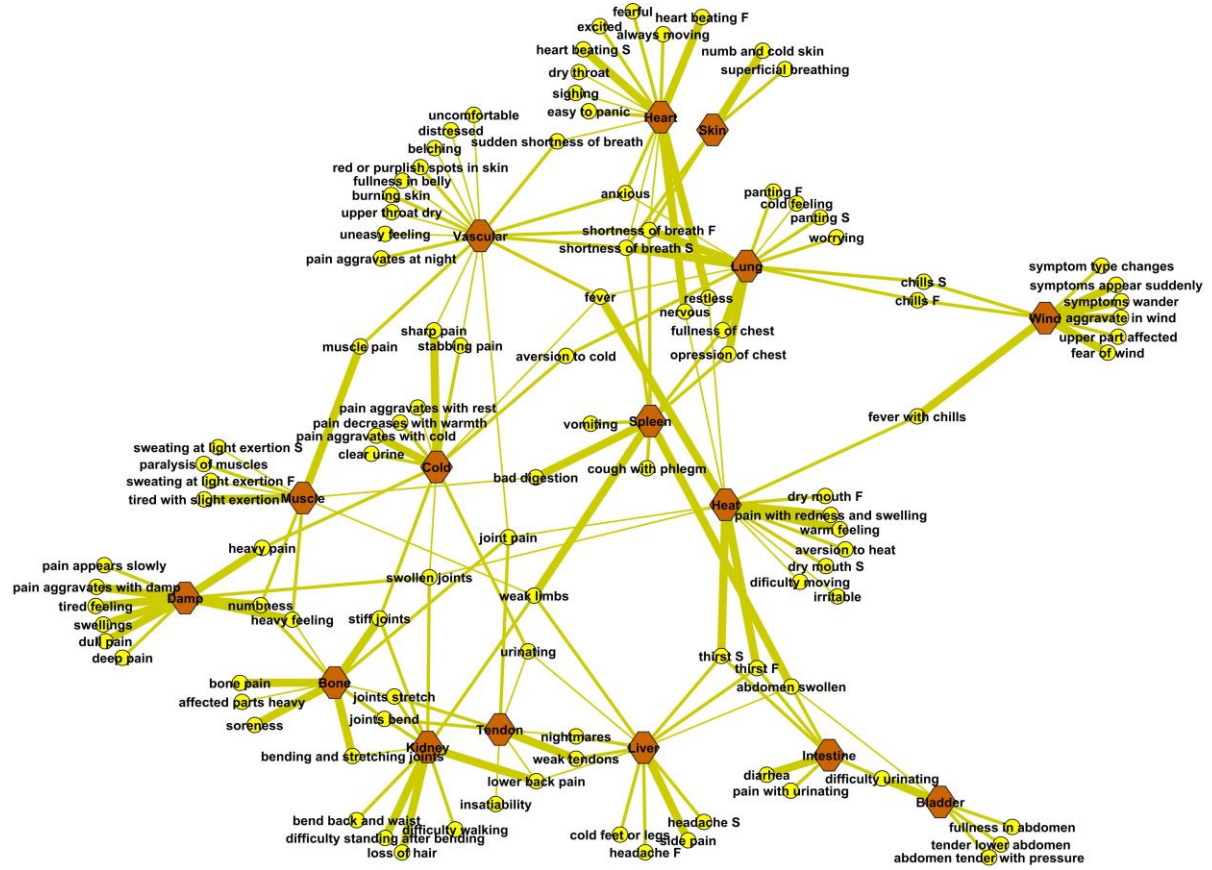 fearful
heart beating F
excited
always moving
heart beating S
numb and cold skin
dry throat
superficial breathing
sighing
easy to panic
Heart
Skin
uncomfortable
distressed
sudden shortness of breath
belching
red or purplish spots in skin
fullness in belly
burning skin
anxious
panting F
cold feeling
upper throat dry
panting S
uneasy feeling
Vascular
shortness of breath F
worrying
shortness of breath S
pain aggravates at night
Lung
symptom type changes
chills S
symptoms appear suddenly
fever
restless
chills F
symptoms wander
nervous
Wind
aggravate in wind
sharp pain
fullness of chest
upper part affected
muscle pain
stabbing pain
aversion to cold
opression of chest
fear of wind
pain aggravates with rest
pain decreases with warmth
vomiting
Spleen
fever with chills
pain aggravates with cold
sweating at light exertion S
clear urine
paralysis of muscles
Cold
cough with phlegm
sweating at light exertion F
bad digestion
tired with slight exertion
Muscle
Heat
dry mouth F
pain with redness and swelling
warm feeling
heavy pain
joint pain
aversion to heat
pain appears slowly
dry mouth S
swollen joints
dificulty moving
pain aggravates with damp
Damp
weak limbs
irritable
tired feeling
numbness
heavy feeling
stiff joints
swellings
dull pain
deep pain
urinating
thirst S
thirst F
bone pain
Bone
abdomen swollen
affected parts heavy
joints stretch
soreness
joints bend
Tendon
nightmares
bending and stretching joints
Kidney
weak tendons
Liver
Intestine
lower back pain
diarhea
difficulty urinating
pain with urinating
insatiability
Bladder
bend back and waist
difficulty walking
headache S
fullness in abdomen
difficulty standing after bending
cold feet or legs
side pain
tender lower abdomen
loss of hair
headache F
abdomen tender with pressure